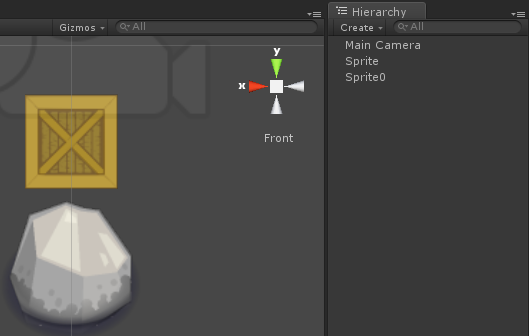 Hierarchy
Gizmos All
Create All
Main Camera
Sprite
Sprite0
y
x
Front